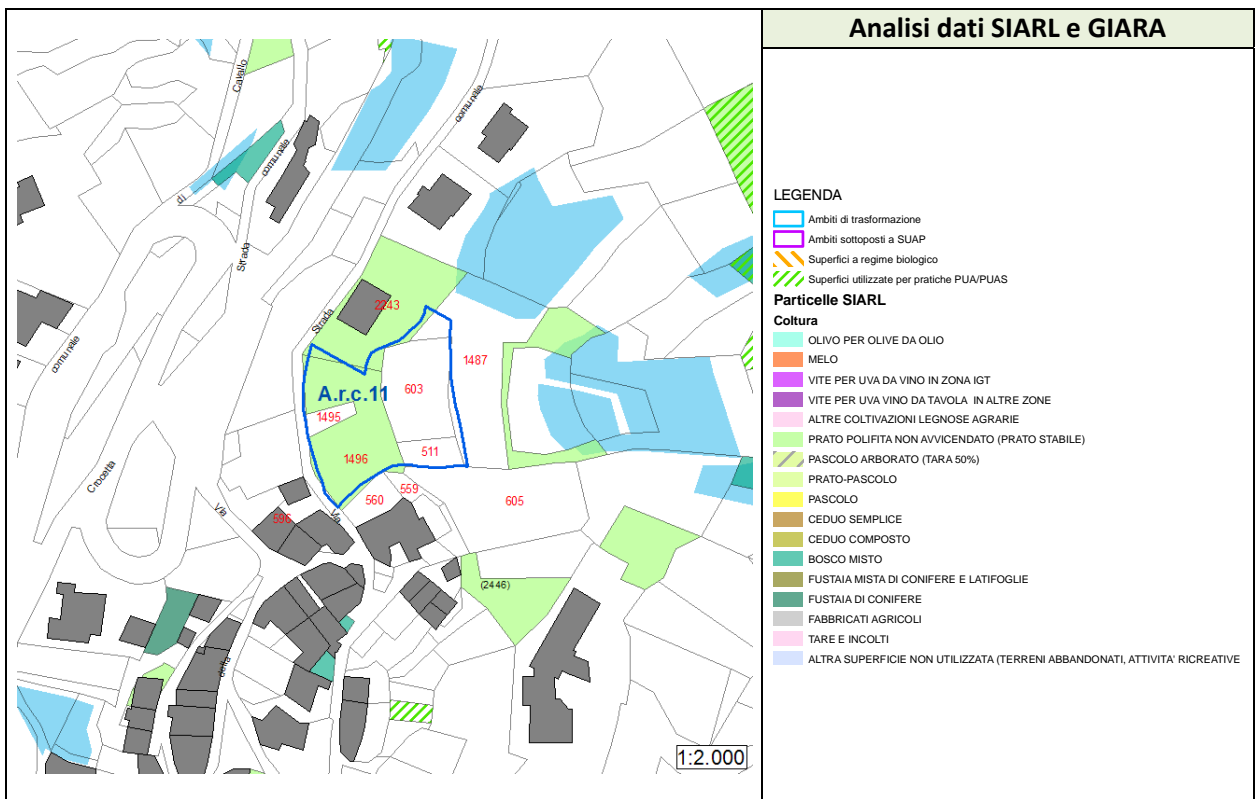 Analisi dati SIARL e GIARA
Cavallo
comunale
di
comunale
Strada
comunale
Strada
2243
1487
A.r.c.11
603
1495
1496
511
559
560
605
596
Via
Crocetta
Via
(2446)
della
1:2.000
LEGENDA
Ambiti di trasformazione
Ambiti sottoposti a SUAP
Superfici a regime biologico
Superfici utilizzate per pratiche PUA/PUAS
Particelle SIARL
Coltura
OLIVO PER OLIVE DA OLIO
MELO
VITE PER UVA DA VINO IN ZONA IGT
VITE PER UVA VINO DA TAVOLA IN ALTRE ZONE
ALTRE COLTIVAZIONI LEGNOSE AGRARIE
PRATO POLIFITA NON AVVICENDATO (PRATO STABILE)
PASCOLO ARBORATO (TARA 50%)
PRATO-PASCOLO
PASCOLO
CEDUO SEMPLICE
CEDUO COMPOSTO
BOSCO MISTO
FUSTAIA MISTA DI CONIFERE E LATIFOGLIE
FUSTAIA DI CONIFERE
FABBRICATI AGRICOLI
TARE E INCOLTI
ALTRA SUPERFICIE NON UTILIZZATA (TERRENI ABBANDONATI, ATTIVITA' RICREATIVE
comunale